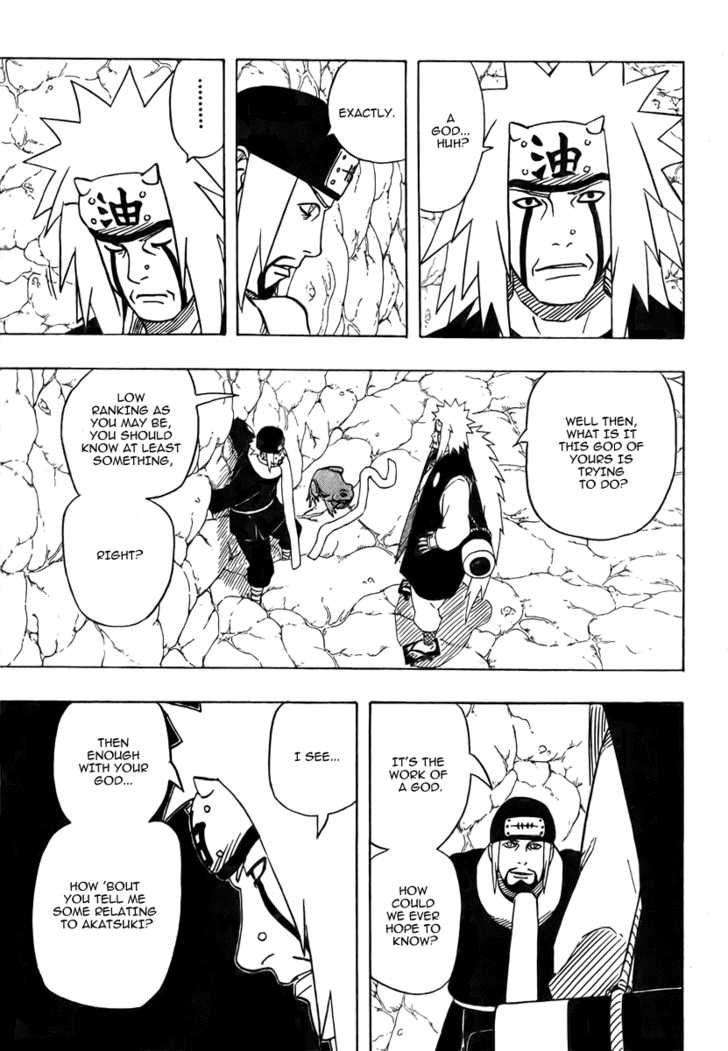 A
GOD...
HUH?
油
EXACTLY.
.........
油
WELL THEN,
WHAT IS IT
THIS GOD OF
YOURS IS
TRYING
TO DO?
LOW
RANKING AS
YOU MAY BE,
YOU SHOULD
KNOW AT LEAST
SOMETHING,
RIGHT?
IT'S THE
WORK OF
A GOD.
HOW
COULD
WE EVER
HOPE TO
KNOW?
I SEE...
THEN
ENOUGH
WITH YOUR
GOD...
HOW 'BOUT
YOU TELL ME
SOME RELATING
TO AKATSUKI?